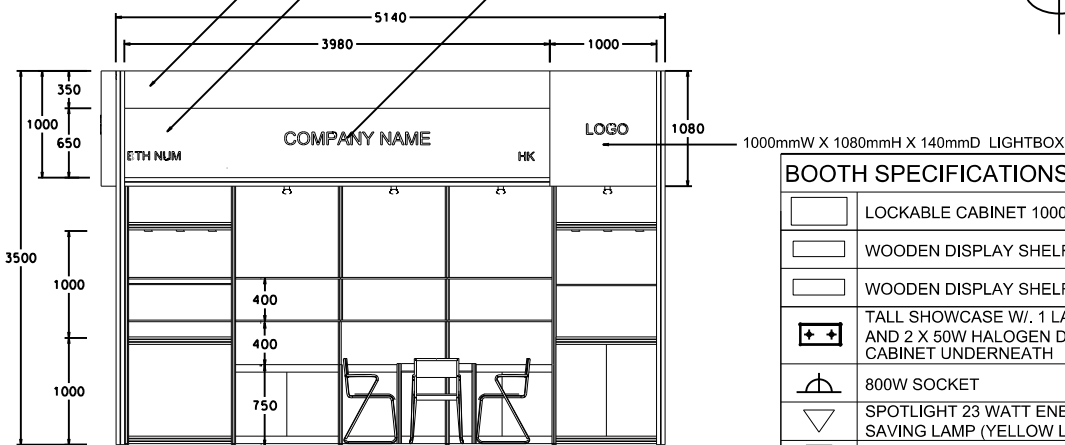 5140
3980
1000
350
1000
650
COMPANY NAME
LOGO
1080
BTH NUM
HK
1000mmW X 1080mmH X 140mmD LIGHTBOX
3500
1000
400
400
1000
750
BOOTH SPECIFICATIONS
LOCKABLE CABINET 1000
WOODEN DISPLAY SHELF
WOODEN DISPLAY SHELF
TALL SHOWCASE W/. 1 LA
AND 2 X 50W HALOGEN D
CABINET UNDERNEATH
800W SOCKET
SPOTLIGHT 23 WATT ENE
SAVING LAMP (YELLOW L